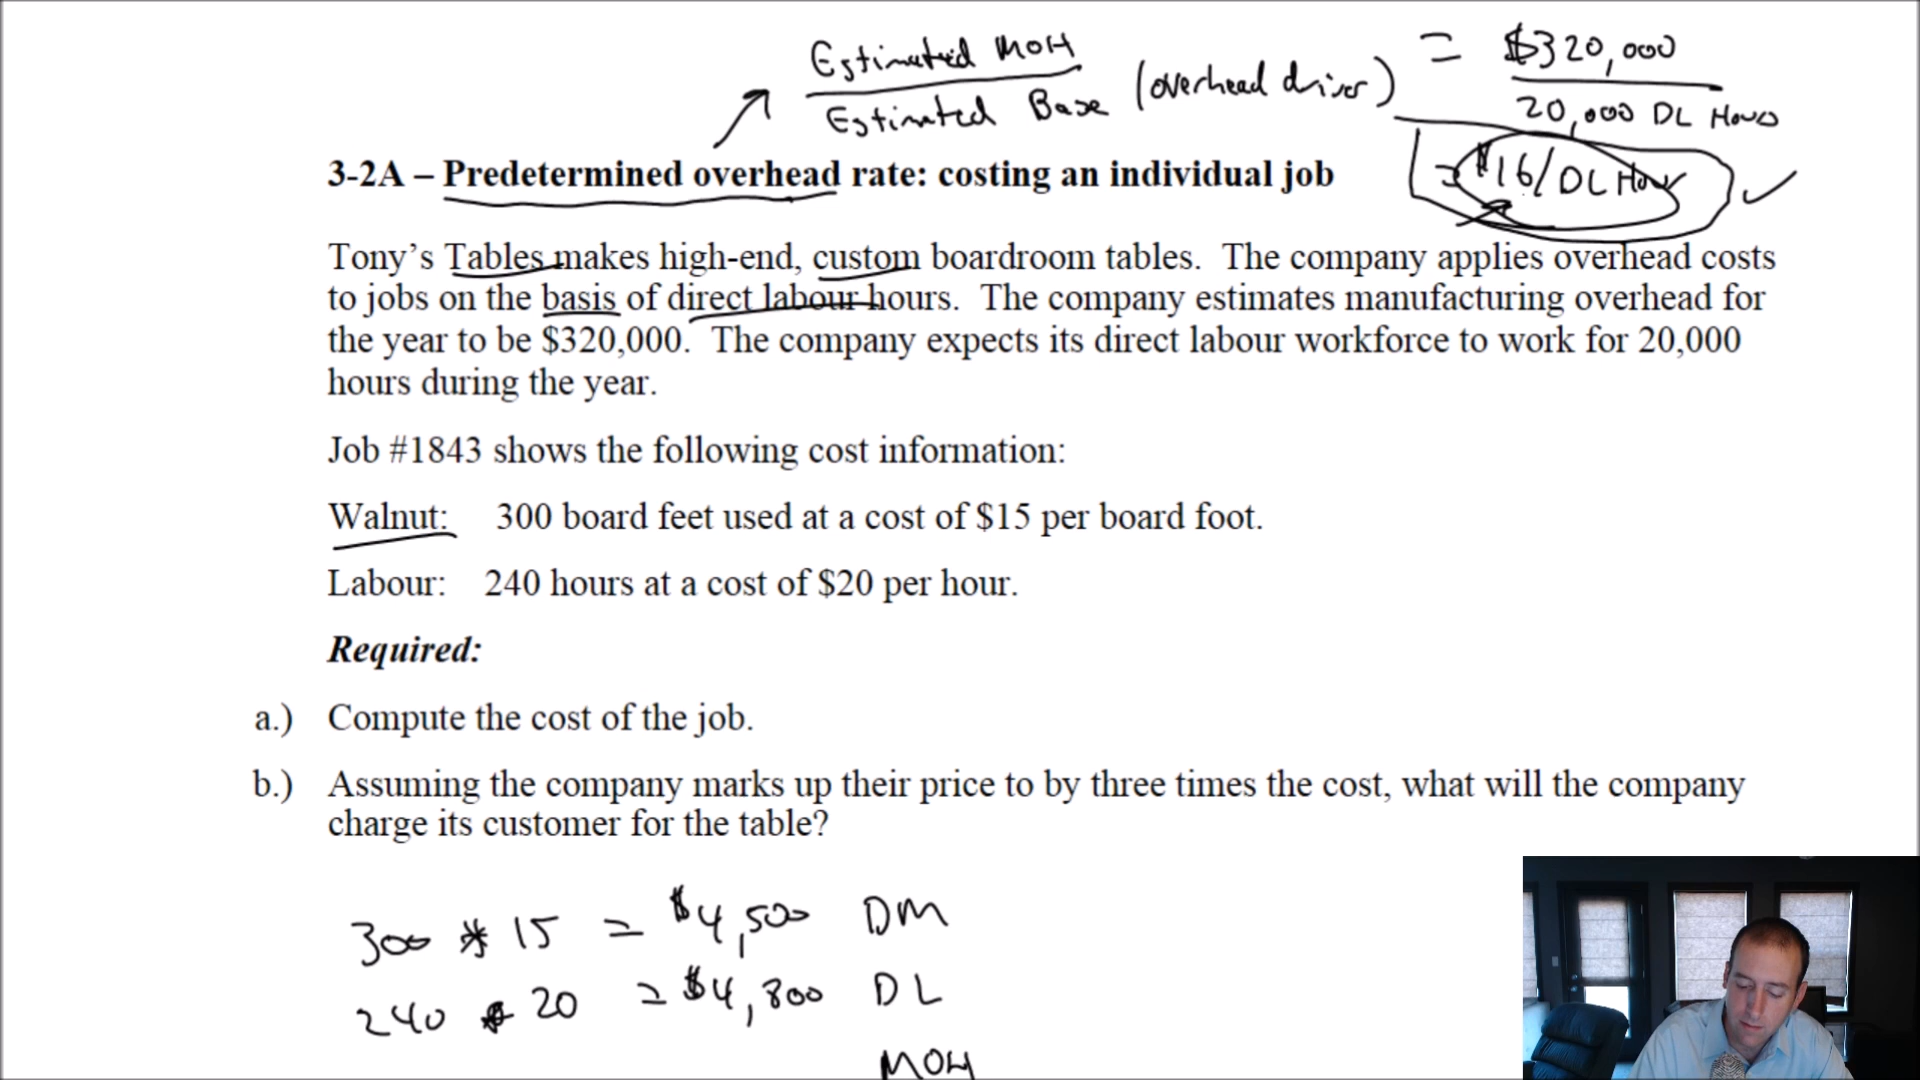 Estimated MOH = $320,000
Estimated Base (overhead driver) 20,000 DL Hours
= $16/DL Hour
3-2A – Predetermined overhead rate: costing an individual job
Tony’s Tables makes high-end, custom boardroom tables. The company applies overhead costs
to jobs on the basis of direct labour hours. The company estimates manufacturing overhead for
the year to be $320,000. The company expects its direct labour workforce to work for 20,000
hours during the year.
Job #1843 shows the following cost information:
Walnut: 300 board feet used at a cost of $15 per board foot.
Labour: 240 hours at a cost of $20 per hour.
Required:
a.) Compute the cost of the job.
b.) Assuming the company marks up their price to by three times the cost, what will the company
charge its customer for the table?
300 * 15 = $4,500 DM
240 * 20 = $4,800 DL
MOH